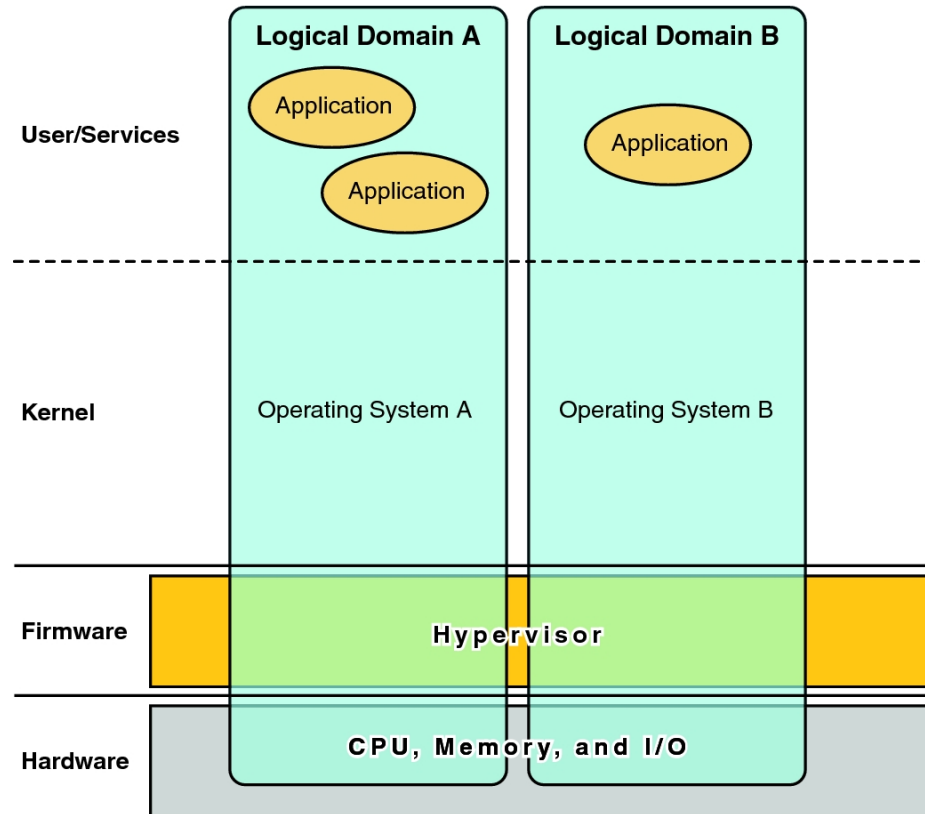 Logical Domain A
Logical Domain B
Application
Application
Application
User/Services
Kernel
Operating System A
Operating System B
Firmware
Hypervisor
Hardware
CPU, Memory, and I/O